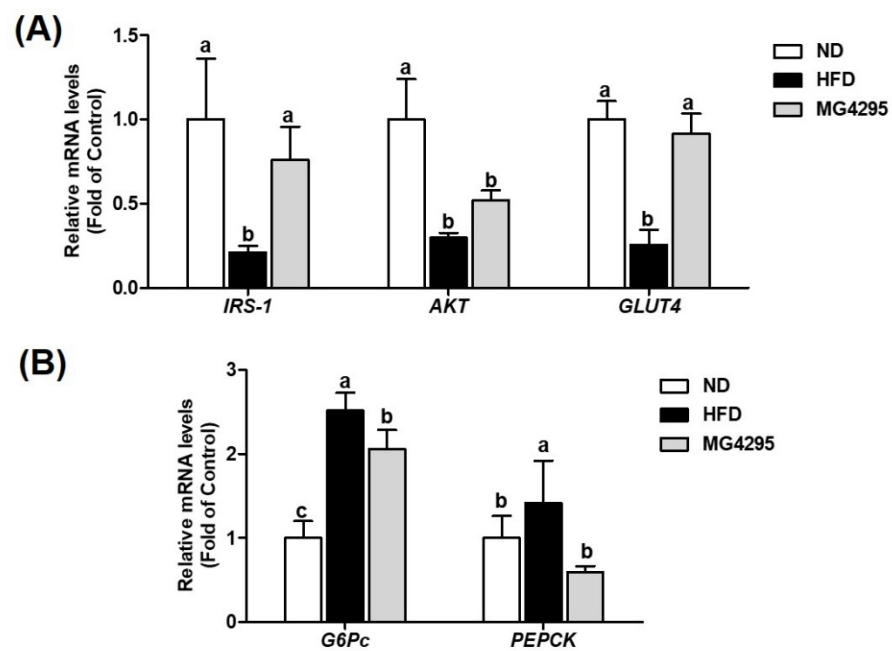 (A)
Relative mRNA levels
(Fold of Control)
1.5
1.0
0.5
0.0
a
b
a
a
b
b
a
b
a
IRS-1
AKT
GLUT4
ND
HFD
MG4295
(B)
Relative mRNA levels
(Fold of Control)
3
2
1
0
c
a
b
b
a
b
G6Pc
PEPCK
ND
HFD
MG4295